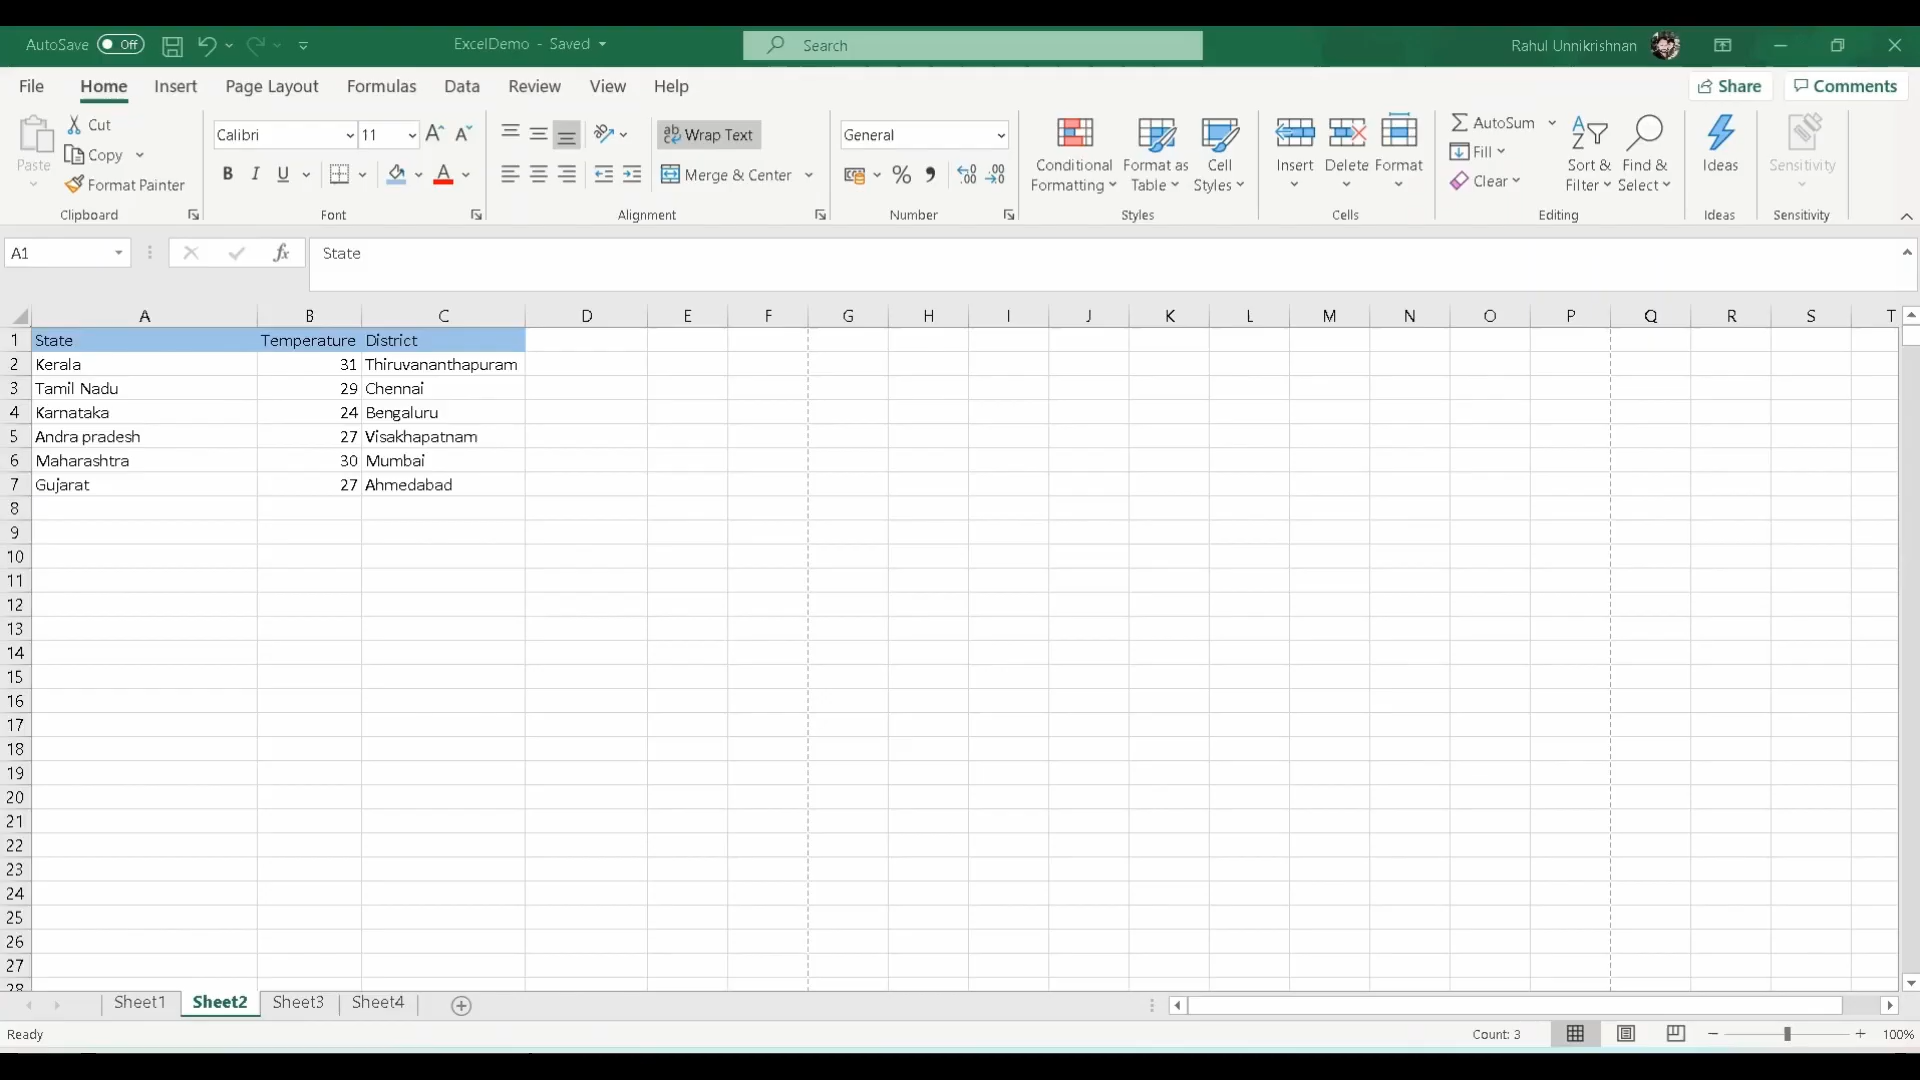 AutoSave Off ExcelDemo - Saved Search Rahul Unnikrishnan
File Home Insert Page Layout Formulas Data Review View Help Share Comments
Paste Cut Copy Format Painter
Clipboard
Calibri 11
B I U A
Font
Wrap Text
Merge & Center
Alignment
General
%
Number
Conditional Formatting Format as Table Cell Styles
Styles
Insert Delete Format
Cells
AutoSum
Fill
Clear
Sort & Filter Find & Select
Editing
Ideas
Ideas
Sensitivity
Sensitivity
A1 fx State
A B C D E F G H I J K L M N O P Q R S T
1 State Temperature District
2 Kerala 31 Thiruvananthapuram
3 Tamil Nadu 29 Chennai
4 Karnataka 24 Bengaluru
5 Andra pradesh 27 Visakhapatnam
6 Maharashtra 30 Mumbai
7 Gujarat 27 Ahmedabad
8
9
10
11
12
13
14
15
16
17
18
19
20
21
22
23
24
25
26
27
28
Sheet1 Sheet2 Sheet3 Sheet4
Ready Count: 3 100%